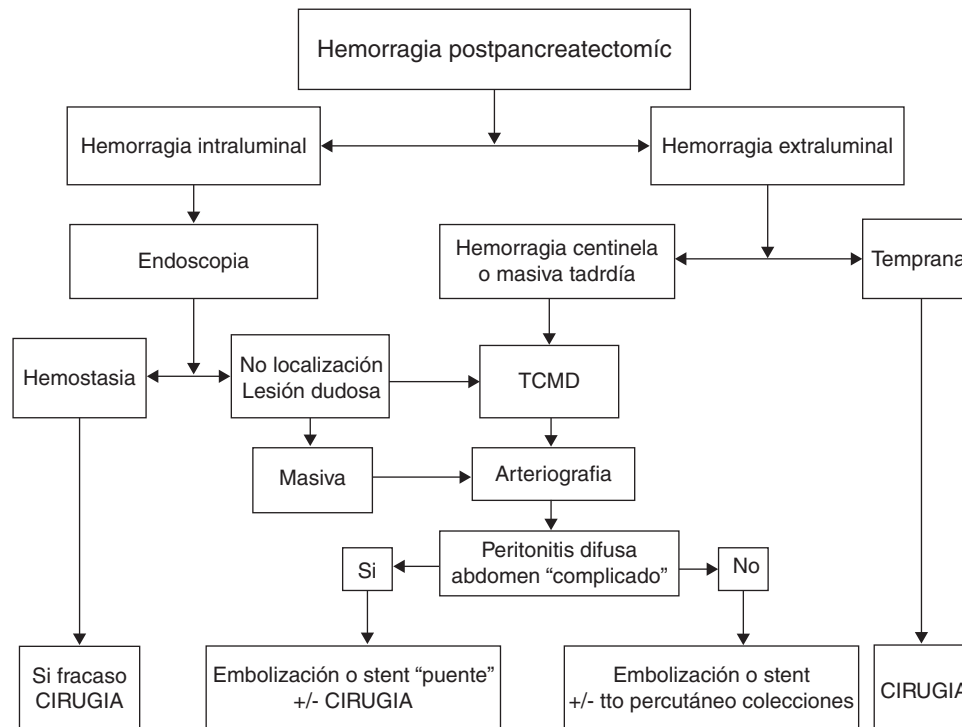 Hemorragia postpancreatectomíc
Hemorragia intraluminal
Hemorragia extraluminal
Endoscopia
Hemorragia centinela
o masiva tadrdía
Temprana
Hemostasia
No localización
Lesión dudosa
TCMD
Masiva
Arteriografia
Peritonitis difusa
abdomen “complicado”
Si
No
Si fracaso
CIRUGIA
Embolización o stent “puente”
+/- CIRUGIA
Embolización o stent
+/- tto percutáneo colecciones
CIRUGIA